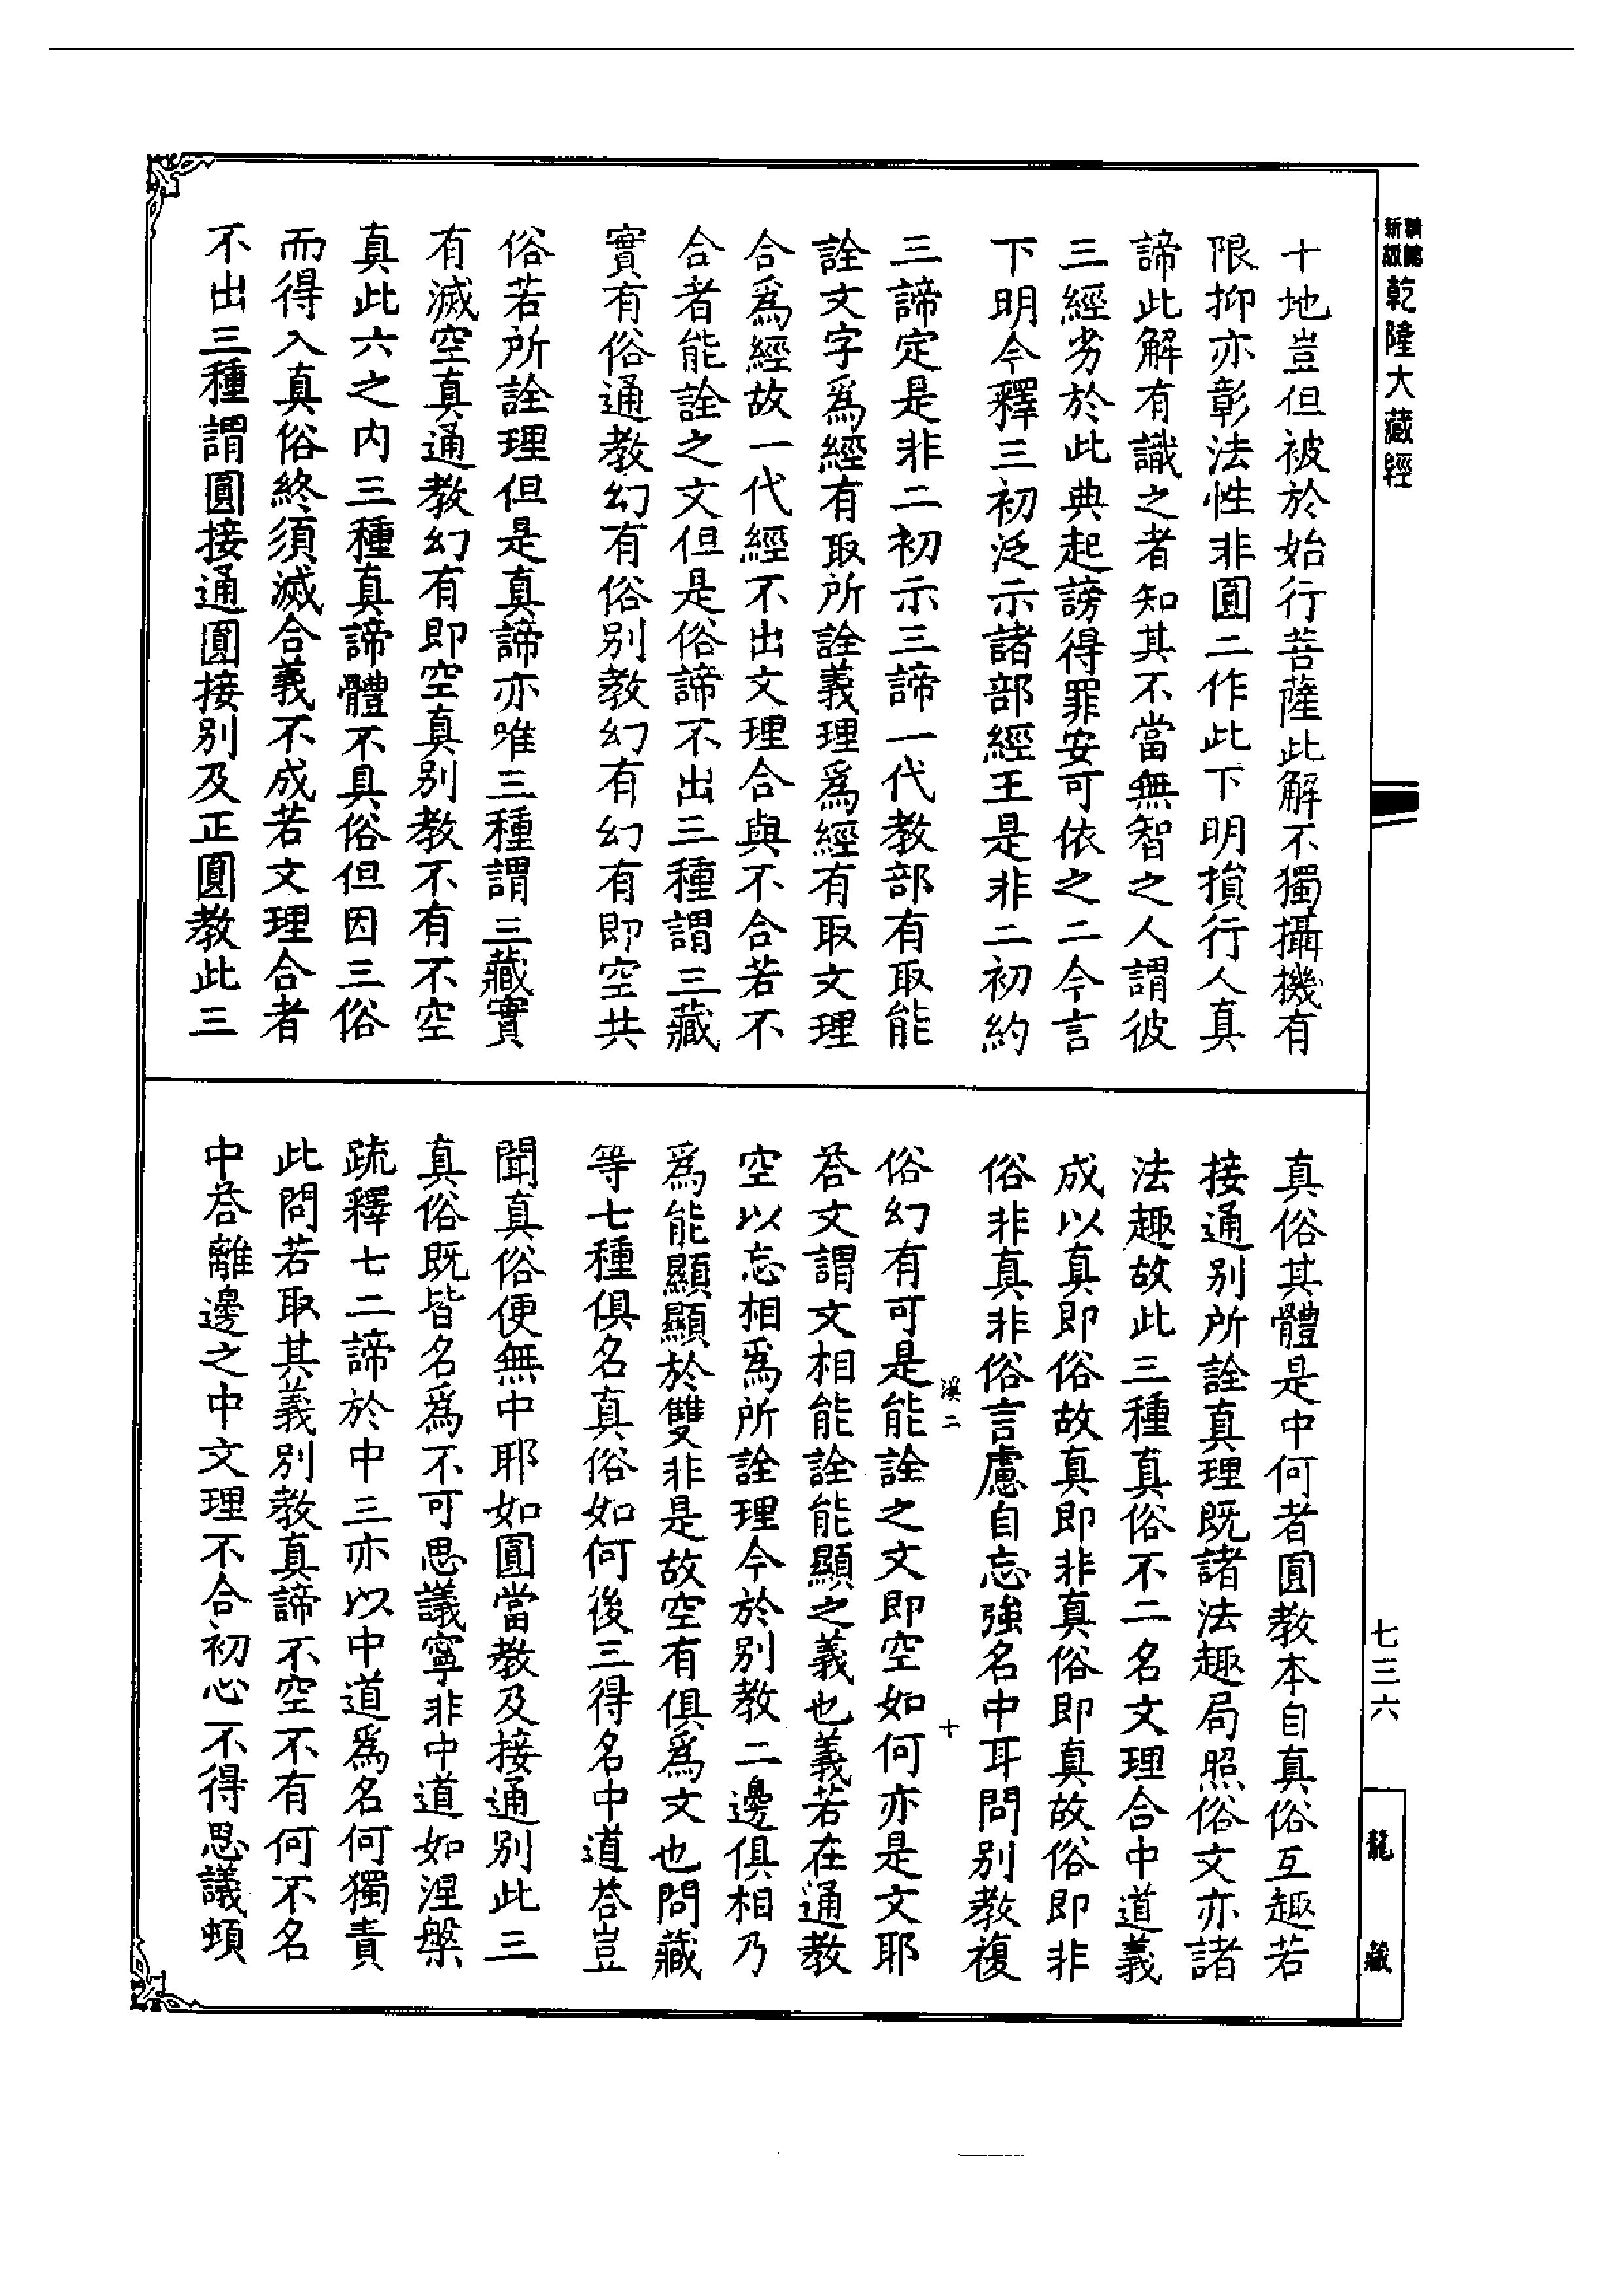 新版
乾隆大藏經
十地豈但被於始行菩薩此解不獨攝機有
限抑亦彰法性非圓二作此下明損行人真
諦此解有識之者知其不當無智之人謂彼
三經劣於此典起謗得罪安可依之二今言
下明今釋三初泛示諸部經王是非二初約
三諦定是非二初示三諦一代教部有取能
詮文字爲經有取所詮義理爲經有取文理
合爲經故一代經不出文理合與不合若不
合者能詮之文但是俗諦不出三種謂三藏
實有俗通教幻有俗別教幻有幻有即空共
俗若所詮理但是真諦亦唯三種謂三藏實
有滅空真通教幻有即空真別教不有不空
真此六之內三種真諦體不具俗但因三俗
而得入真俗終須滅合義不成若文理合者
不出三種謂圓接通圓接別及正圓教此三
真俗其體是中何者圓教本自真俗互趣若
接通別所詮真理既諸法趣局照俗文亦諸
法趣故此三種真俗不二名文理合中道義
成以真即俗故真即非真俗即真故俗即非
俗非真非俗言慮自忘強名中耳問別教複
俗幻有可是能詮之文即空如何亦是文耶
荅文謂文相能詮能顯之義也義若在通教
空以忘相爲所詮理今於別教二邊俱相乃
爲能顯顯於雙非是故空有俱爲文也問藏
等七種俱名真俗如何後三得名中道荅豈
聞真俗便無中耶如圓當教及接通別此三
真俗既皆名爲不可思議寧非中道如涅槃
疏釋七二諦於中三亦以中道爲名何獨責
此問若取其義別教真諦不空不有何不名
中荅離邊之中文理不合初心不得思議頓
溪二
十
七三六
龍藏